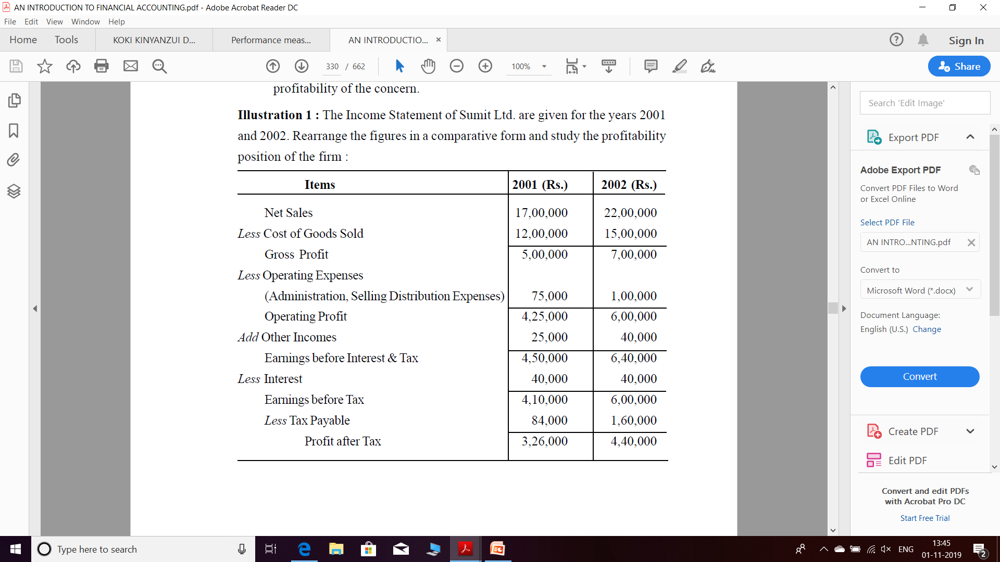 AN INTRODUCTION TO FINANCIAL ACCOUNTING.pdf - Adobe Acrobat Reader DC
File Edit View Window Help
Home Tools KOKI KINYANZUI D... Performance meas... AN INTRODUCTIO... × ? Sign In
330 / 662 100% Share
profitability of the concern.
Illustration 1 : The Income Statement of Sumit Ltd. are given for the years 2001
and 2002. Rearrange the figures in a comparative form and study the profitability
position of the firm :
Items 2001 (Rs.) 2002 (Rs.)
Net Sales 17,00,000 22,00,000
Less Cost of Goods Sold 12,00,000 15,00,000
Gross Profit 5,00,000 7,00,000
Less Operating Expenses
(Administration, Selling Distribution Expenses) 75,000 1,00,000
Operating Profit 4,25,000 6,00,000
Add Other Incomes 25,000 40,000
Earnings before Interest & Tax 4,50,000 6,40,000
Less Interest 40,000 40,000
Earnings before Tax 4,10,000 6,00,000
Less Tax Payable 84,000 1,60,000
Profit after Tax 3,26,000 4,40,000
Search 'Edit Image'
Export PDF
Adobe Export PDF
Convert PDF Files to Word
or Excel Online
Select PDF File
AN INTRO...NTING.pdf
Convert to
Microsoft Word (*.docx)
Document Language:
English (U.S.) Change
Convert
Create PDF
Edit PDF
Convert and edit PDFs
with Acrobat Pro DC
Start Free Trial
Type here to search
ENG
13:45
01-11-2019
2